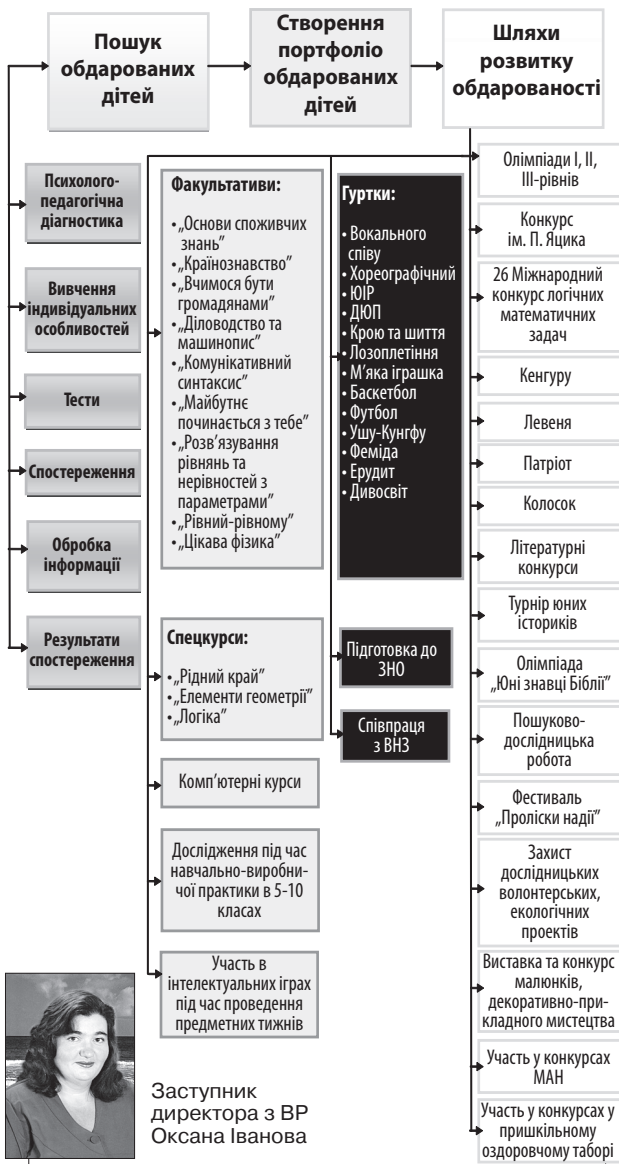 Пошук
обдарованих
дітей
Створення
портфоліо
обдарованих
дітей
Шляхи
розвитку
обдарованості
Психолого-
педагогічна
діагностика
Вивчення
індивідуальних
особливостей
Тести
Спостереження
Обробка
інформації
Результати
спостереження
Факультативи:
• „Основи споживчих
знань”
• „Країнознавство”
• „Вчимося бути
громадянами”
• „Діловодство та
машинопис”
• „Комунікативний
синтаксис”
• „Майбутнє
починається з тебе”
• „Розв’язування
рівнянь та
нерівностей з
параметрами”
• „Рівний-рівному”
• „Цікава фізика”
Спецкурси:
• „Рідний край”
• „Елементи геометрії”
• „Логіка”
Комп’ютерні курси
Дослідження під час
навчально-виробни-
чої практики в 5-10
класах
Участь в
інтелектуальних іграх
під час проведення
предметних тижнів
Гуртки:
• Вокального
співу
• Хореографічний
• ЮІР
• ДЮП
• Крою та шиття
• Лозоплетіння
• М’яка іграшка
• Баскетбол
• Футбол
• Ушу-Кунгфу
• Феміда
• Ерудит
• Дивосвіт
Підготовка до
ЗНО
Співпраця
з ВНЗ
Олімпіади І, ІІ,
ІІІ-рівнів
Конкурс
ім. П. Яцика
26 Міжнародний
конкурс логічних
математичних
задач
Кенгуру
Левеня
Патріот
Колосок
Літературні
конкурси
Турнір юних
істориків
Олімпіада
„Юні знавці Біблії”
Пошуково-
дослідницька
робота
Фестиваль
„Проліски надії”
Захист
дослідницьких
волонтерських,
екологічних
проектів
Виставка та конкурс
малюнків,
декоративно-при-
кладного мистецтва
Участь у конкурсах
МАН
Участь у конкурсах у
пришкільному
оздоровчому таборі
Заступник
директора з ВР
Оксана Іванова